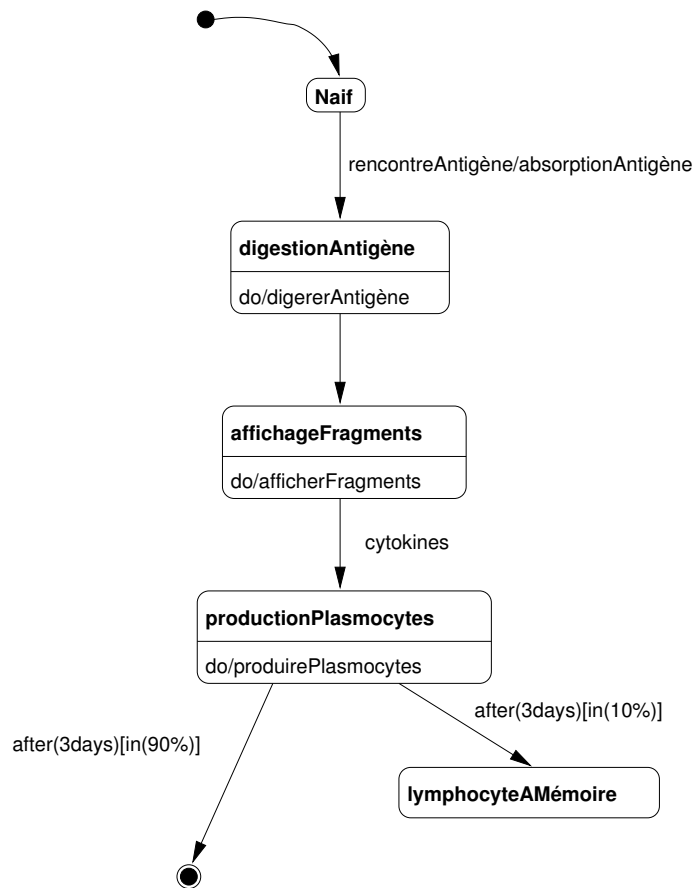 Naif
rencontreAntigène/absorptionAntigène
digestionAntigène
do/digererAntigène
affichageFragments
do/afficherFragments
cytokines
productionPlasmocytes
do/produirePlasmocytes
after(3days)[in(10%)]
after(3days)[in(90%)]
lymphocyteAMémoire